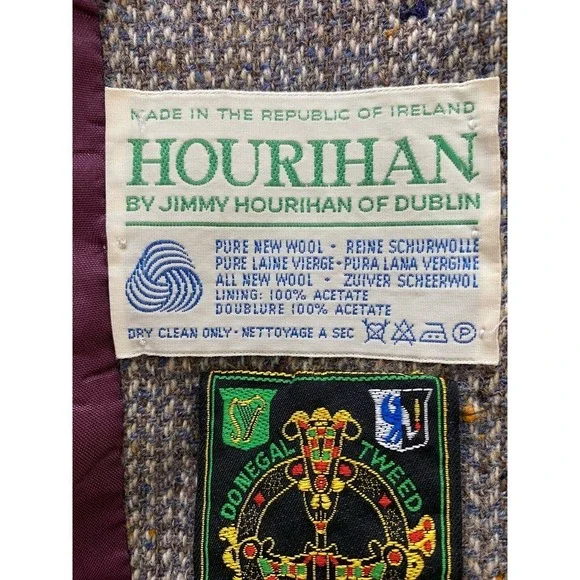 MADE IN THE REPUBLIC OF IRELAND
HOURIHAN
BY JIMMY HOURIHAN OF DUBLIN
PURE NEW WOOL · REINE SCHURWOLLE
PURE LAINE VIERGE · PURA LANA VERGINE
ALL NEW WOOL · ZUIVER SCHEERWOL
LINING: 100% ACETATE
DOUBLURE 100% ACETATE
DRY CLEAN ONLY · NETTOYAGE A SEC P
DONEGAL TWEED